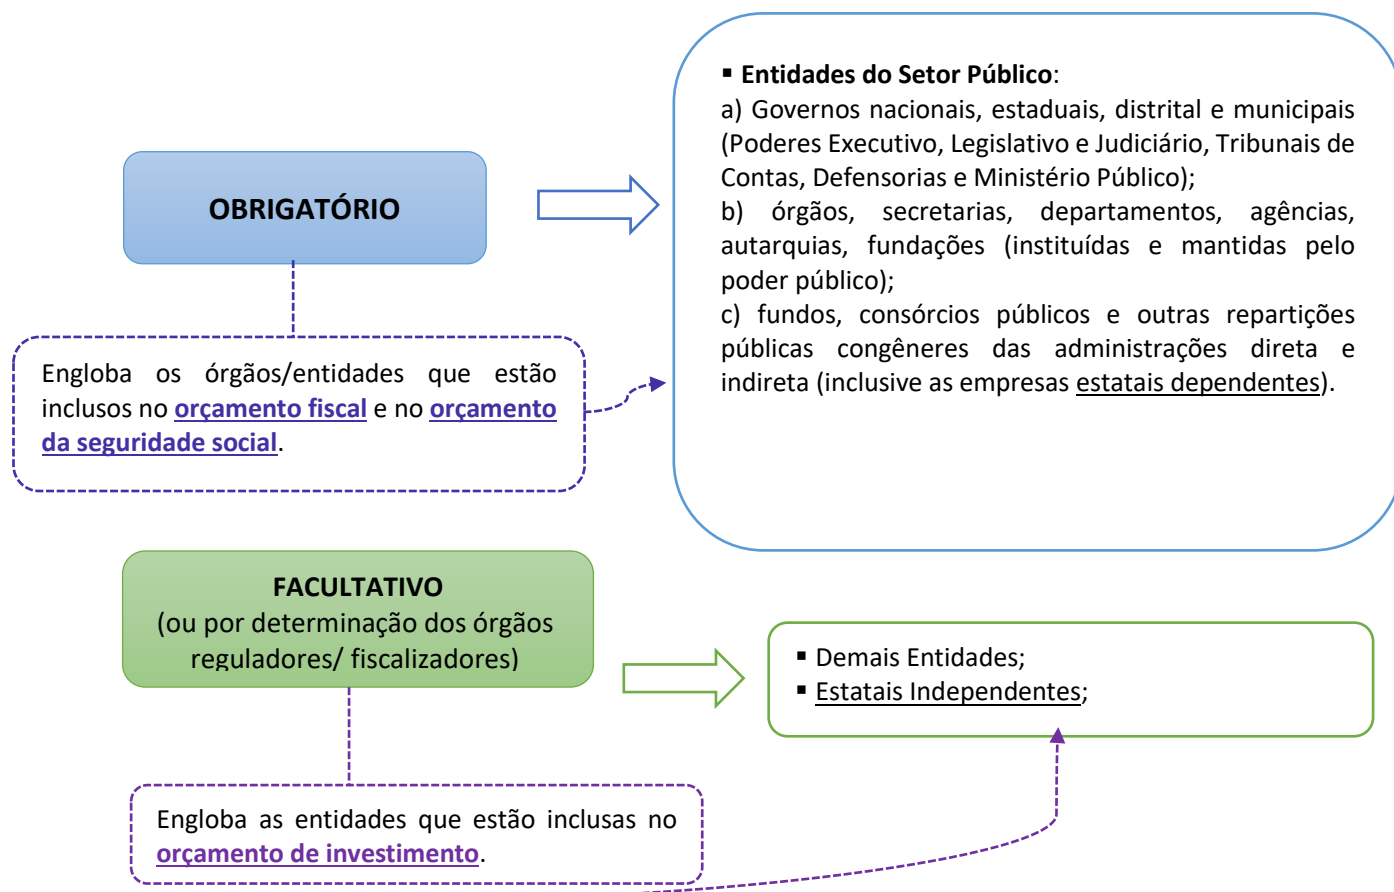 ▪ Entidades do Setor Público:
a) Governos nacionais, estaduais, distrital e municipais
(Poderes Executivo, Legislativo e Judiciário, Tribunais de
Contas, Defensorias e Ministério Público);
b) órgãos, secretarias, departamentos, agências,
autarquias, fundações (instituídas e mantidas pelo
poder público);
c) fundos, consórcios públicos e outras repartições
públicas congêneres das administrações direta e
indireta (inclusive as empresas estatais dependentes).
OBRIGATÓRIO
Engloba os órgãos/entidades que estão
inclusos no orçamento fiscal e no orçamento
da seguridade social.
FACULTATIVO
(ou por determinação dos órgãos
reguladores/ fiscalizadores)
▪ Demais Entidades;
▪ Estatais Independentes;
Engloba as entidades que estão inclusas no
orçamento de investimento.